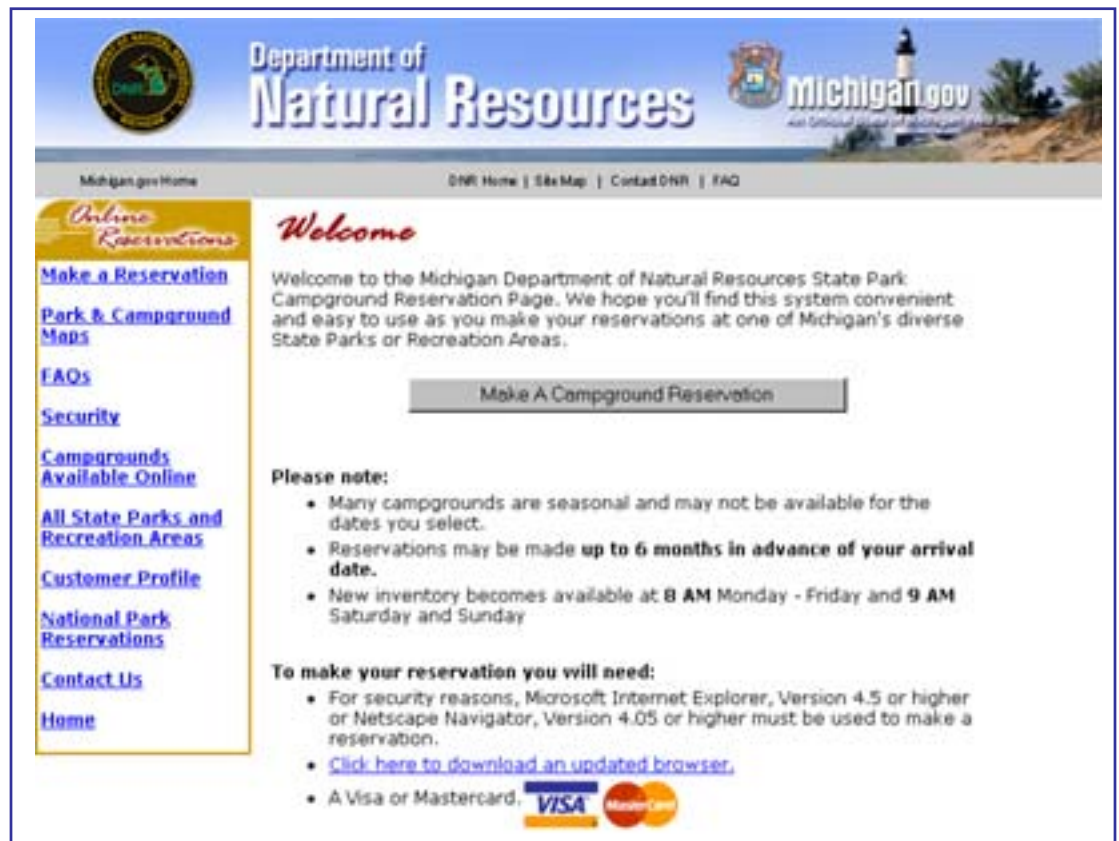 Department of
Natural Resources
DNR
Michigan.gov
An Official State of Michigan Web Site
Michigan.gov Home
DNR Home | Site Map | Contact DNR | FAQ
Online
Reservations
Make a Reservation
Park & Campground
Maps
FAQs
Security
Campgrounds
Available Online
All State Parks and
Recreation Areas
Customer Profile
National Park
Reservations
Contact Us
Home
Welcome
Welcome to the Michigan Department of Natural Resources State Park
Campground Reservation Page. We hope you'll find this system convenient
and easy to use as you make your reservations at one of Michigan's diverse
State Parks or Recreation Areas.
Make A Campground Reservation
Please note:
• Many campgrounds are seasonal and may not be available for the
dates you select.
• Reservations may be made up to 6 months in advance of your arrival
date.
• New inventory becomes available at 8 AM Monday - Friday and 9 AM
Saturday and Sunday
To make your reservation you will need:
• For security reasons, Microsoft Internet Explorer, Version 4.5 or higher
or Netscape Navigator, Version 4.05 or higher must be used to make a
reservation.
• Click here to download an updated browser.
• A Visa or Mastercard. VISA MasterCard